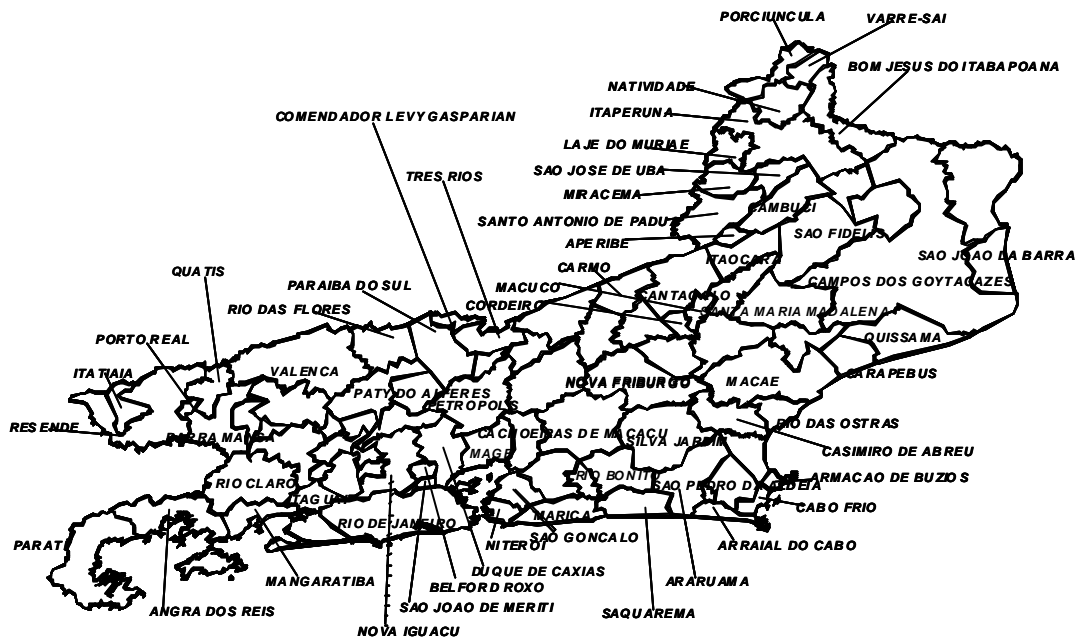 PORCIUNCULA
VARRE-SAI
BOM JESUS DO ITABAPOANA
NATIVIDADE
ITAPERUNA
COMENDADOR LEVY GASPARIAN
LAJE DO MURIAE
SAO JOSE DE UBA
TRES RIOS
MIRACEMA
CAMBUCI
SANTO ANTONIO DE PADUA
SAO FIDELIS
APERIBE
ITAOCARA
SAO JOAO DA BARRA
CARMO
QUATIS
PARAIBA DO SUL
MACUCO
CAMPOS DOS GOYTACAZES
CANTAGALO
CORDEIRO
RIO DAS FLORES
SANTA MARIA MADALENA
PORTO REAL
QUISSAMA
ITATIAIA
VALENCA
CARAPEBUS
NOVA FRIBURGO
MACAE
PATY DO ALFERES
PETROPOLIS
RESENDE
RIO DAS OSTRAS
BARRA MANSA
CACHOEIRAS DE MACACU
SILVA JARDIM
CASIMIRO DE ABREU
MAGE
RIO BONITO
ARMACAO DE BUZIOS
RIO CLARO
SAO PEDRO DA ALDEIA
ITAGUAI
CABO FRIO
MARICA
RIO DE JANEIRO
SAO GONCALO
PARATI
NITEROI
ARRAIAL DO CABO
DUQUE DE CAXIAS
MANGARATIBA
ARARUAMA
BELFORD ROXO
ANGRA DOS REIS
SAO JOAO DE MERITI
SAQUAREMA
NOVA IGUACU